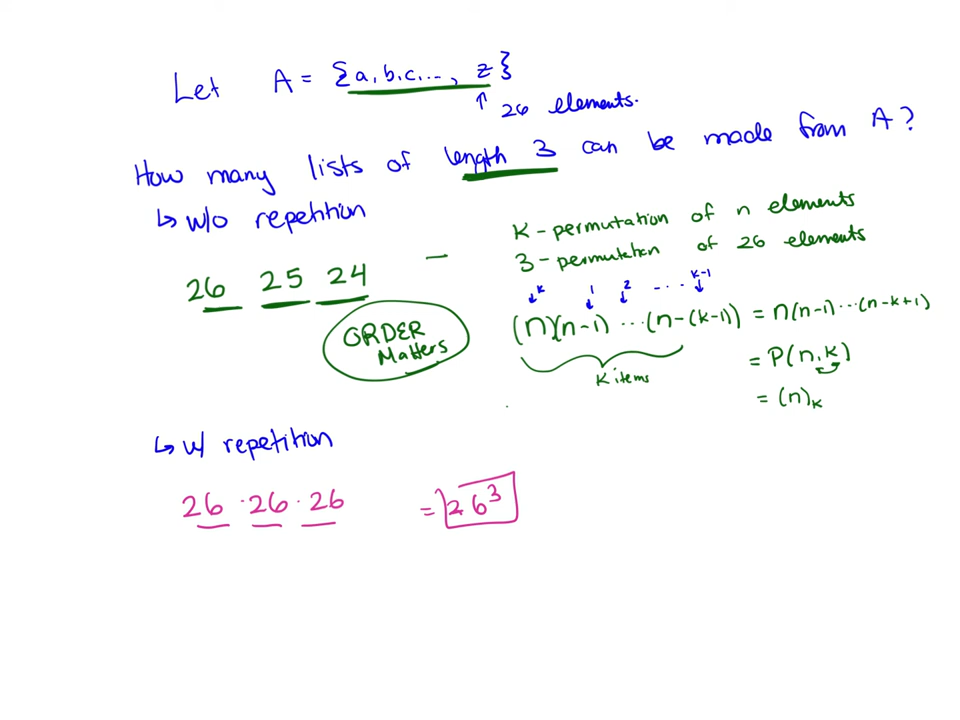 Let A = {a, b, c, ..., z}
↑ 26 elements.
How many lists of length 3 can be made from A?
↳ w/o repetition
26 25 24 —
ORDER
Matters
K - permutation of n elements
3 - permutation of 26 elements
k 1 2 ... k-1
(n)(n-1) ... (n-(k-1)) = n(n-1) ... (n-k+1)
K items
= P(n, k)
= (n)ₖ
↳ w/ repetition
26 · 26 · 26 = 26³